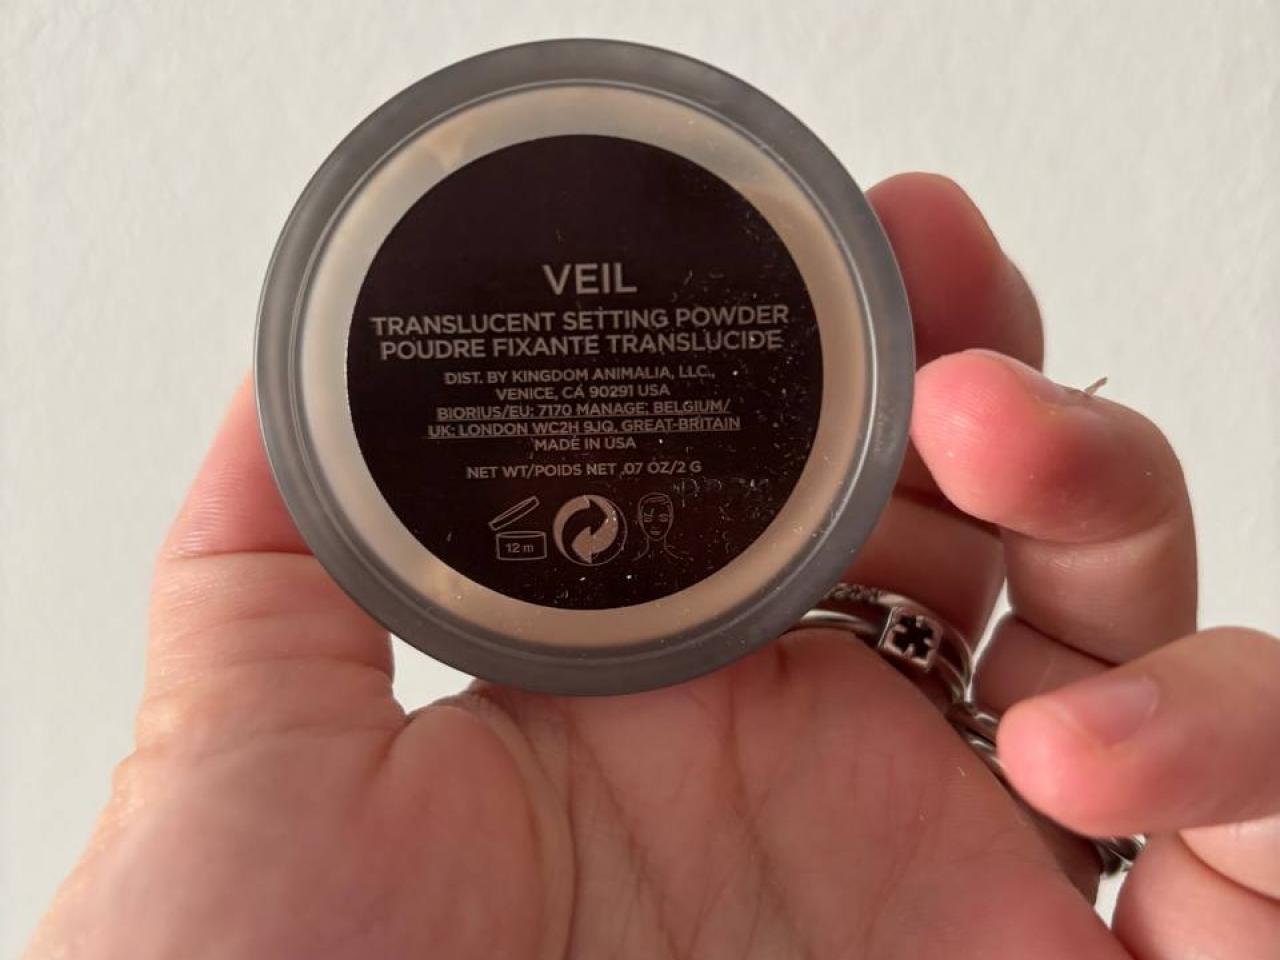 VEIL
TRANSLUCENT SETTING POWDER
POUDRE FIXANTE TRANSLUCIDE
DIST. BY KINGDOM ANIMALIA, LLC.,
VENICE, CA 90291 USA
BIORIUS/EU: 7170 MANAGE, BELGIUM/
UK: LONDON WC2H 9JQ, GREAT-BRITAIN
MADE IN USA
NET WT/POIDS NET .07 OZ/2 G
12 m